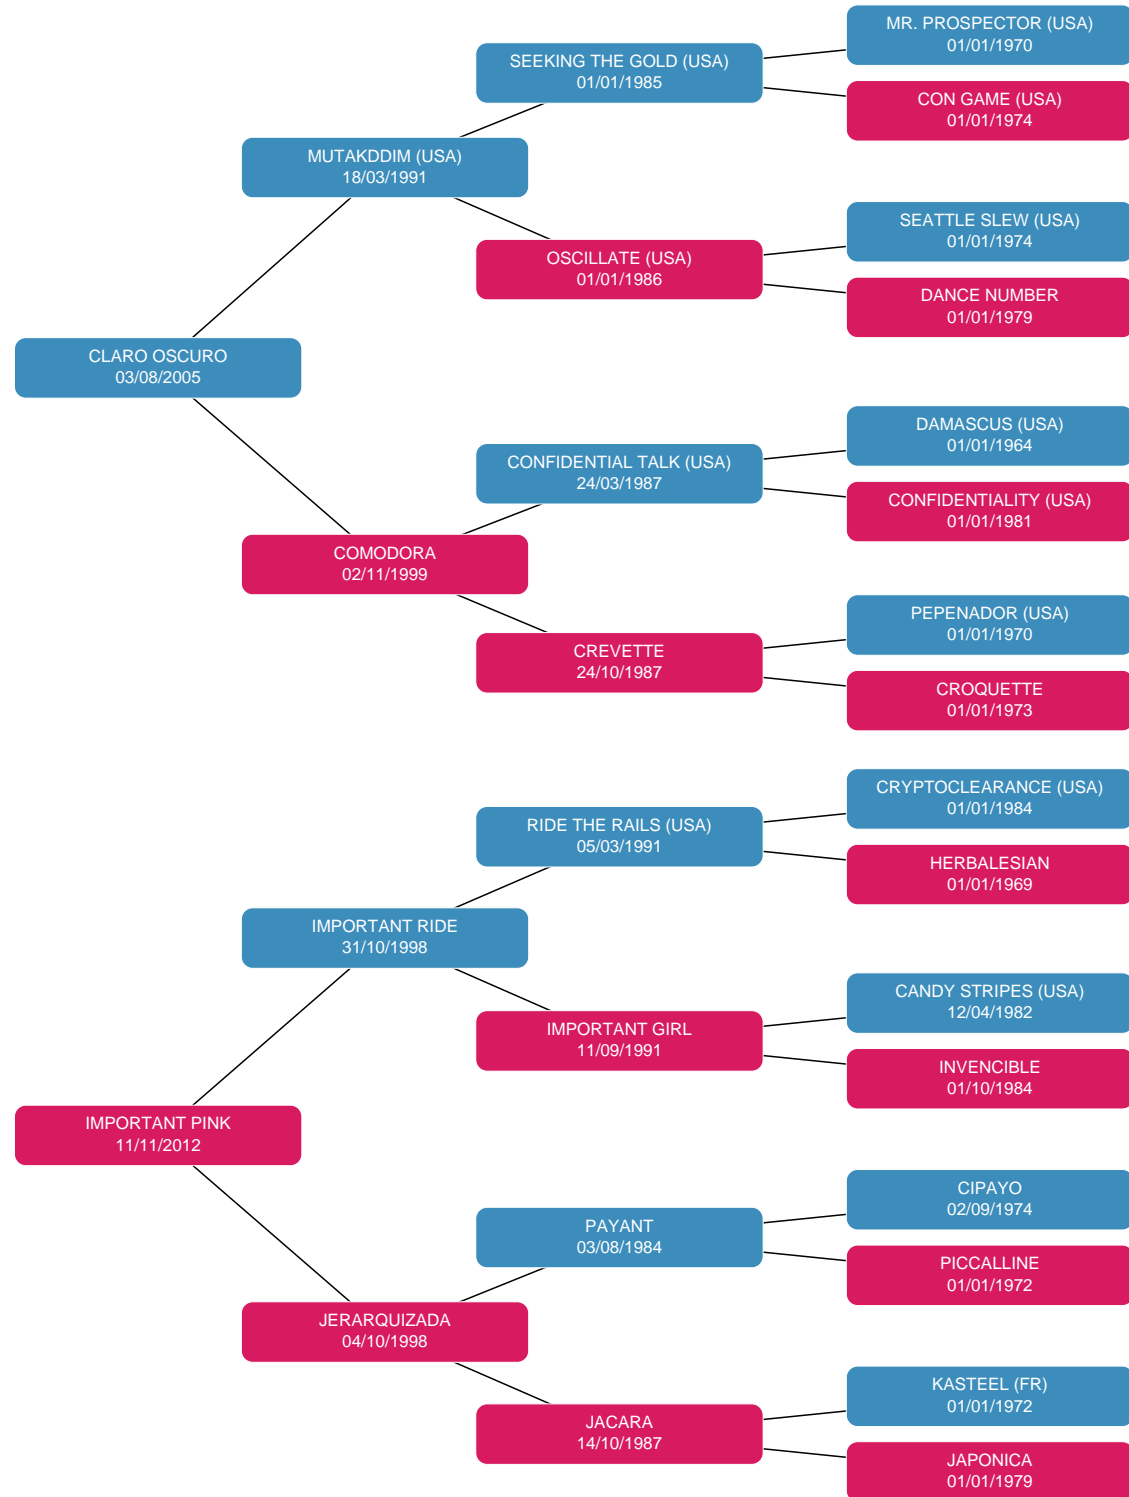 MR. PROSPECTOR (USA)
01/01/1970
SEEKING THE GOLD (USA)
01/01/1985
CON GAME (USA)
01/01/1974
MUTAKDDIM (USA)
18/03/1991
SEATTLE SLEW (USA)
01/01/1974
OSCILLATE (USA)
01/01/1986
DANCE NUMBER
01/01/1979
CLARO OSCURO
03/08/2005
DAMASCUS (USA)
01/01/1964
CONFIDENTIAL TALK (USA)
24/03/1987
CONFIDENTIALITY (USA)
01/01/1981
COMODORA
02/11/1999
PEPENADOR (USA)
01/01/1970
CREVETTE
24/10/1987
CROQUETTE
01/01/1973
CRYPTOCLEARANCE (USA)
01/01/1984
RIDE THE RAILS (USA)
05/03/1991
HERBALESIAN
01/01/1969
IMPORTANT RIDE
31/10/1998
CANDY STRIPES (USA)
12/04/1982
IMPORTANT GIRL
11/09/1991
INVENCIBLE
01/10/1984
IMPORTANT PINK
11/11/2012
CIPAYO
02/09/1974
PAYANT
03/08/1984
PICCALLINE
01/01/1972
JERARQUIZADA
04/10/1998
KASTEEL (FR)
01/01/1972
JACARA
14/10/1987
JAPONICA
01/01/1979